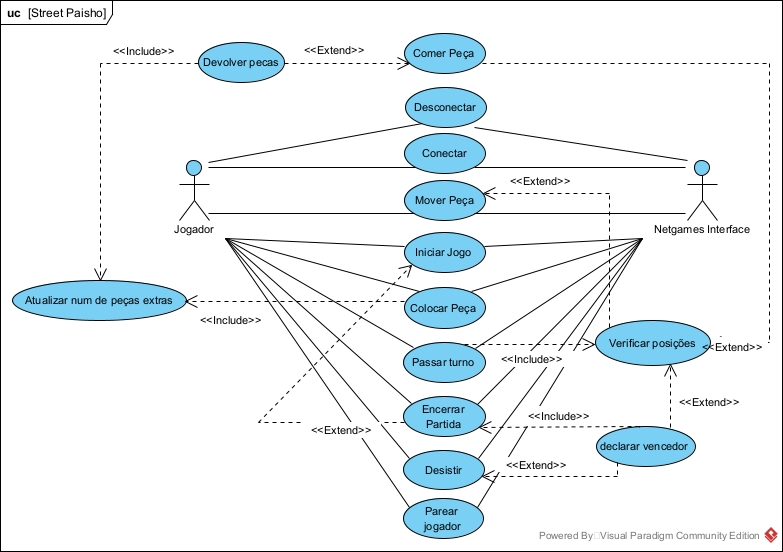 uc [Street Paisho]
<<Include>>
Devolver pecas
<<Extend>>
Comer Peça
Desconectar
Conectar
<<Extend>>
Mover Peça
Jogador
Netgames Interface
Iniciar Jogo
Atualizar num de peças extras
Colocar Peça
<<Include>>
Verificar posições
<<Extend>>
Passar turno
<<Include>>
Encerrar
Partida
<<Include>>
<<Extend>>
<<Extend>>
declarar vencedor
Desistir
<<Extend>>
Parear
jogador
Powered By Visual Paradigm Community Edition